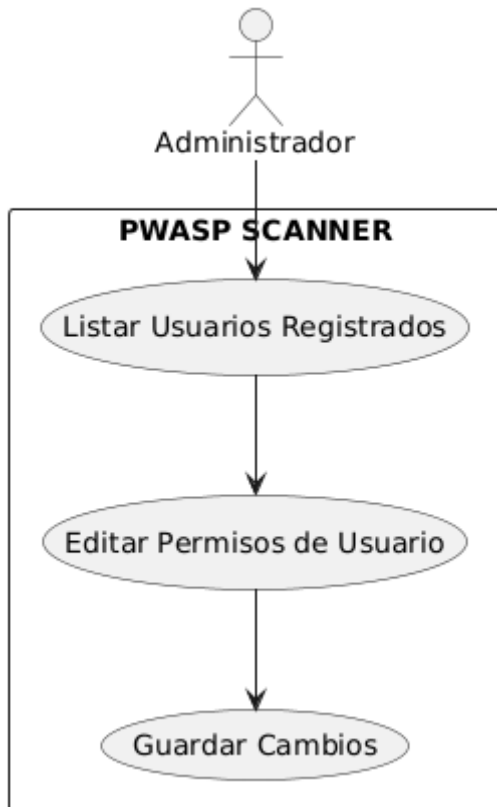 Administrador
PWASP SCANNER
Listar Usuarios Registrados
Editar Permisos de Usuario
Guardar Cambios